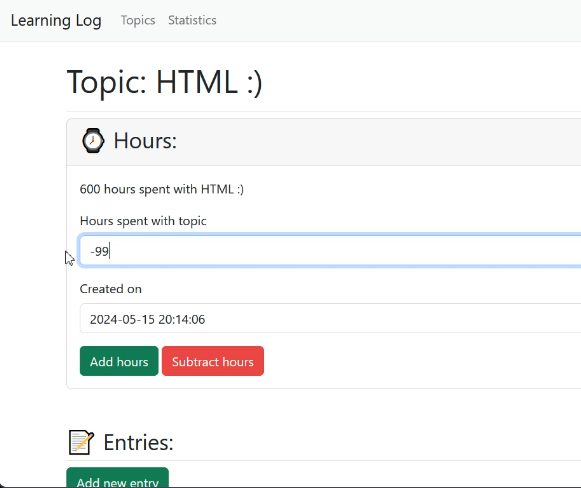 Learning Log Topics Statistics
Topic: HTML :)
Hours:
600 hours spent with HTML :)
Hours spent with topic
-99
Created on
2024-05-15 20:14:06
Add hours Subtract hours
Entries:
Add new entry